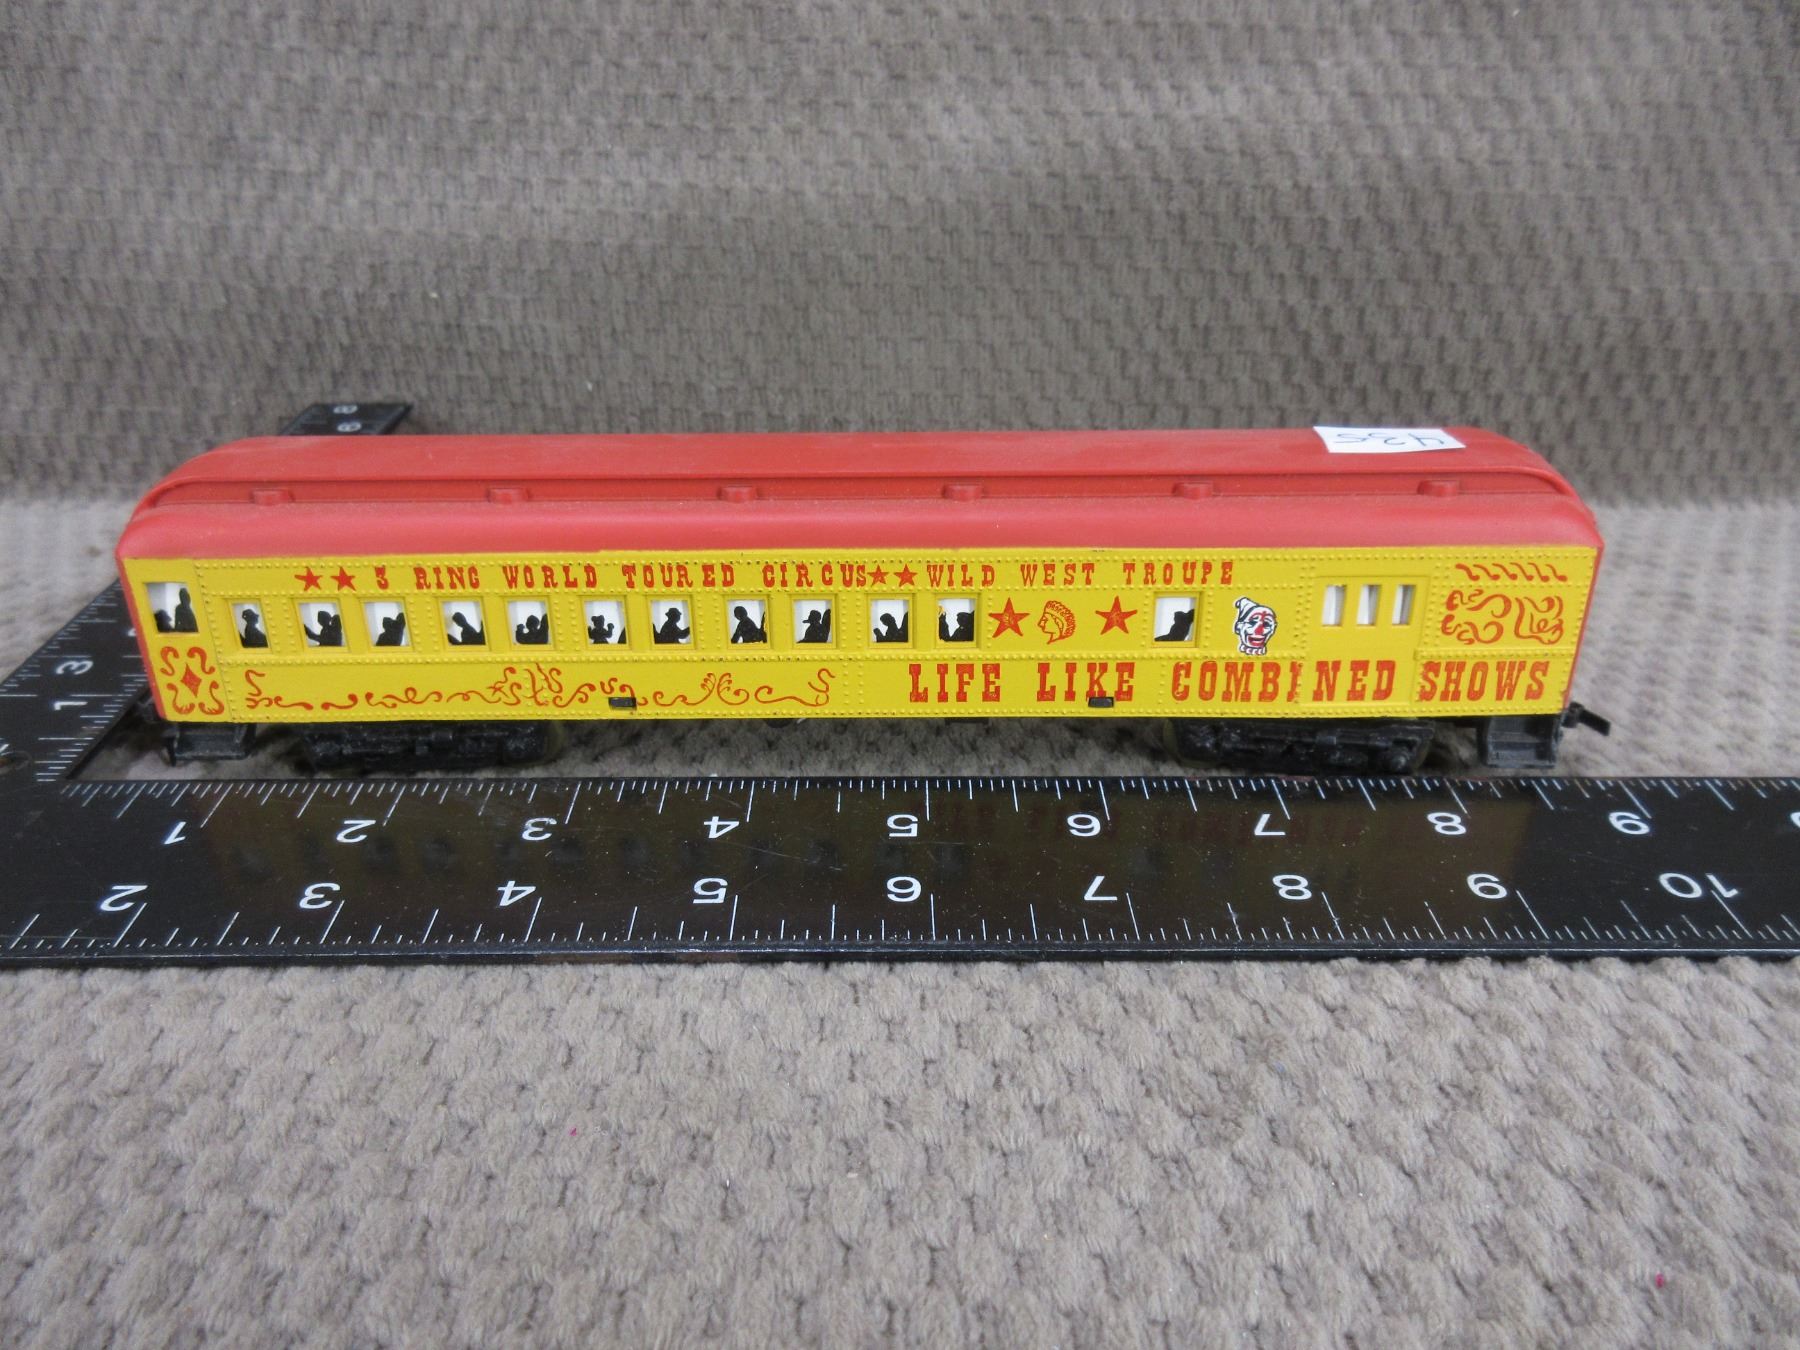 435
★★ 3 RING WORLD TOURED CIRCUS ★★ WILD WEST TROUPE
LIFE LIKE COMBINED SHOWS
1 2 3 4 5 6 7 8 9
2 3 4 5 6 7 8 9 10